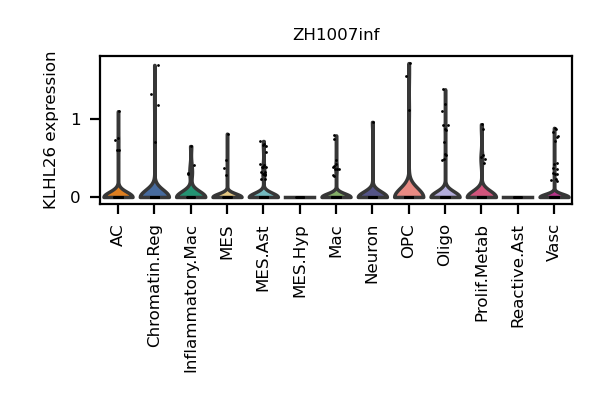 ZH1007inf
KLHL26 expression
1
0
AC
Chromatin.Reg
Inflammatory.Mac
MES
MES.Ast
MES.Hyp
Mac
Neuron
OPC
Oligo
Prolif.Metab
Reactive.Ast
Vasc